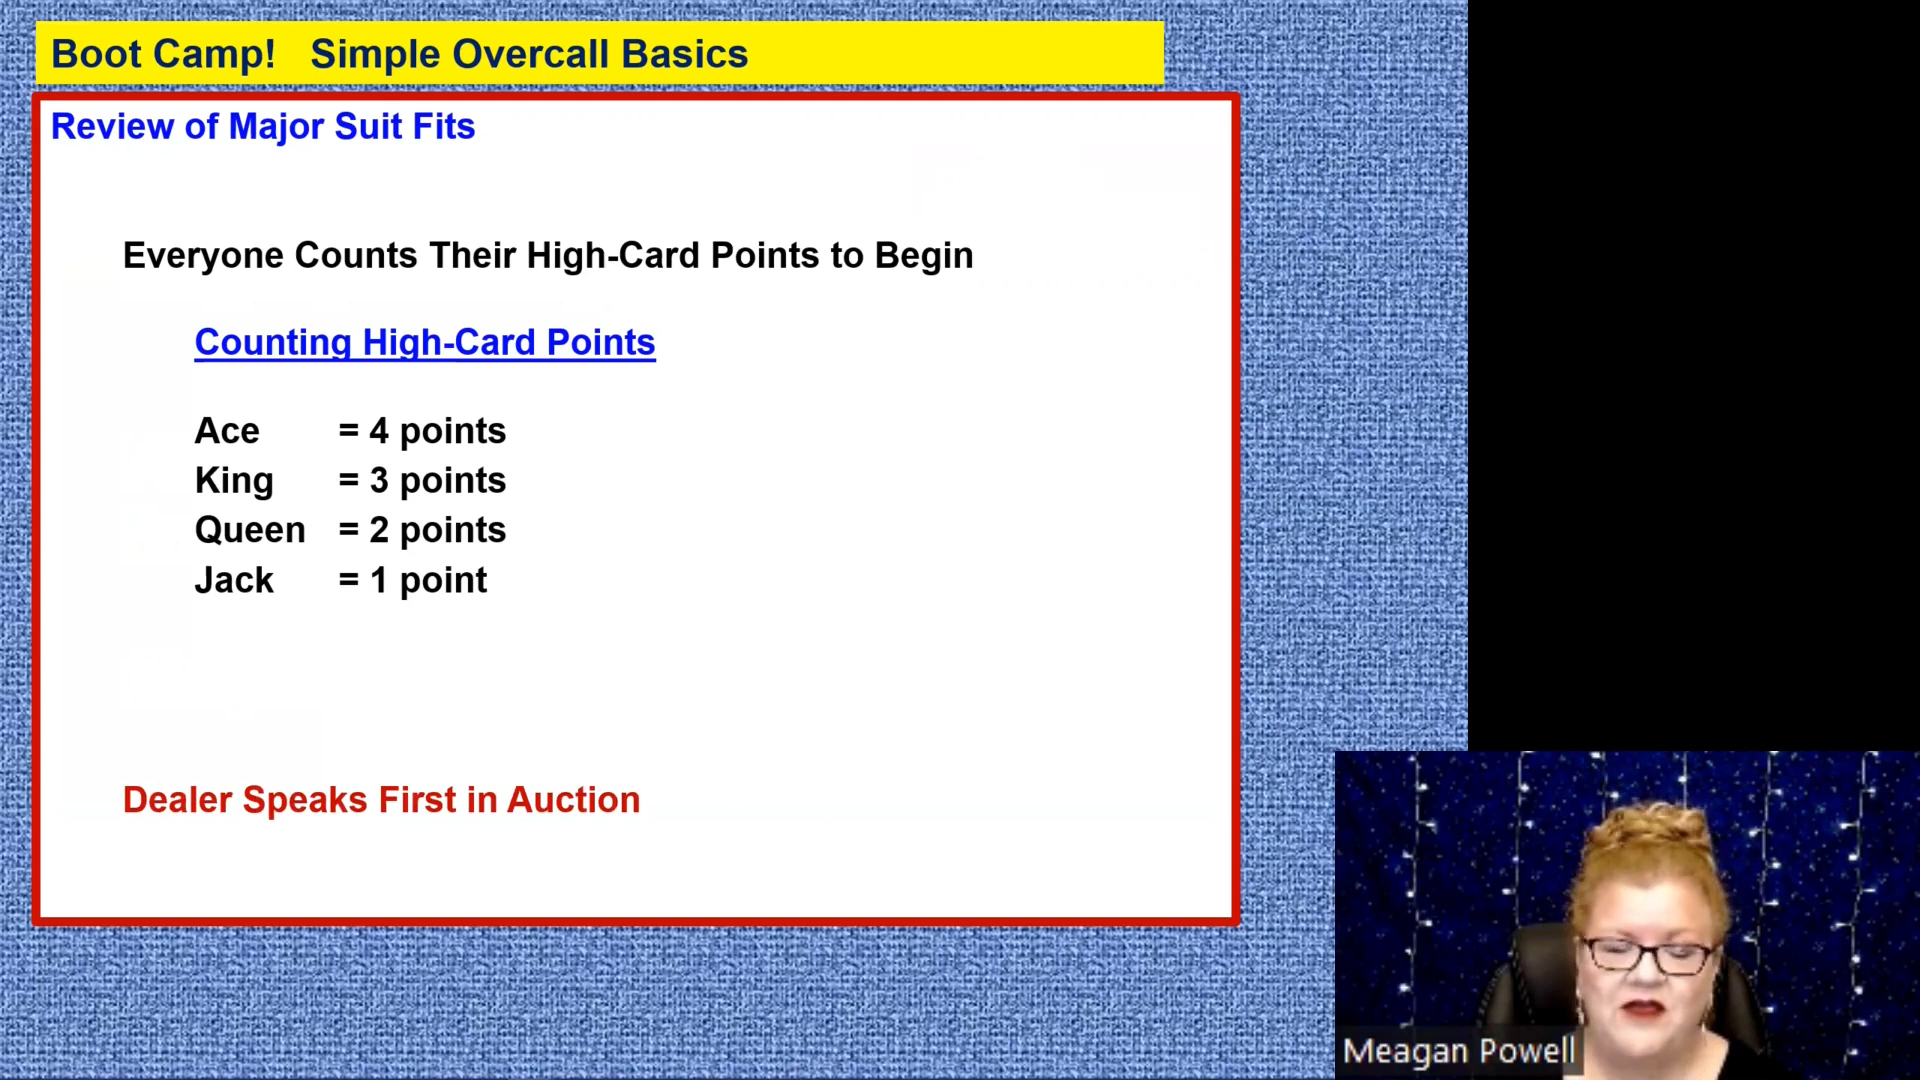 Boot Camp! Simple Overcall Basics
Review of Major Suit Fits
Everyone Counts Their High-Card Points to Begin
Counting High-Card Points
Ace = 4 points
King = 3 points
Queen = 2 points
Jack = 1 point
Dealer Speaks First in Auction
Meagan Powell